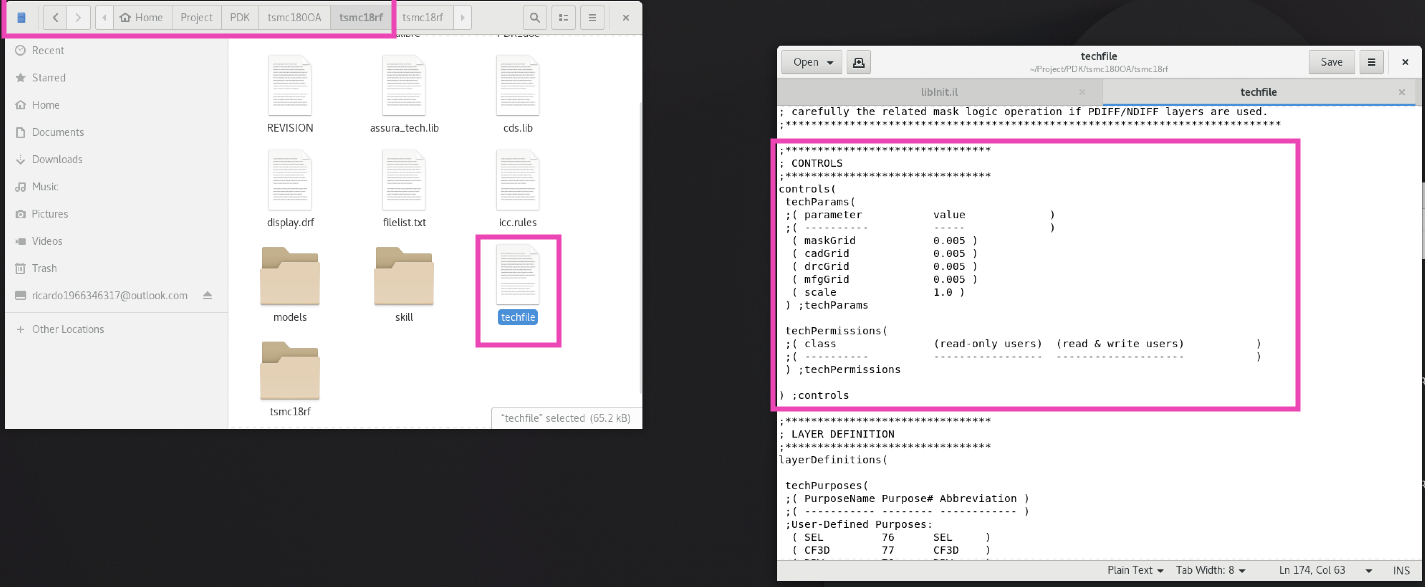 Home
Project
PDK
tsmc180OA
tsmc18rf
tsmc18rf
Recent
Starred
Home
Documents
Downloads
Music
Pictures
Videos
Trash
ricardo1966346317@outlook.com
+ Other Locations
REVISION
assura_tech.lib
cds.lib
display.drf
filelist.txt
icc.rules
models
skill
techfile
tsmc18rf
"techfile" selected (65.2 kB)
Open
techfile
~/Project/PDK/tsmc180OA/tsmc18rf
Save
libInit.il
techfile
; carefully the related mask logic operation if PDIFF/NDIFF layers are used.
;*****************************************************************************
;********************************
; CONTROLS
;********************************
controls(
techParams(
;( parameter value )
;( ---------- ----- )
( maskGrid 0.005 )
( cadGrid 0.005 )
( drcGrid 0.005 )
( mfgGrid 0.005 )
( scale 1.0 )
) ;techParams
techPermissions(
;( class (read-only users) (read & write users) )
;( ---------- ----------------- -------------------- )
) ;techPermissions
) ;controls
;********************************
; LAYER DEFINITION
;********************************
layerDefinitions(
techPurposes(
;( PurposeName Purpose# Abbreviation )
;( ----------- -------- ------------ )
;User-Defined Purposes:
( SEL 76 SEL )
( CF3D 77 CF3D )
Plain Text
Tab Width: 8
Ln 174, Col 63
INS